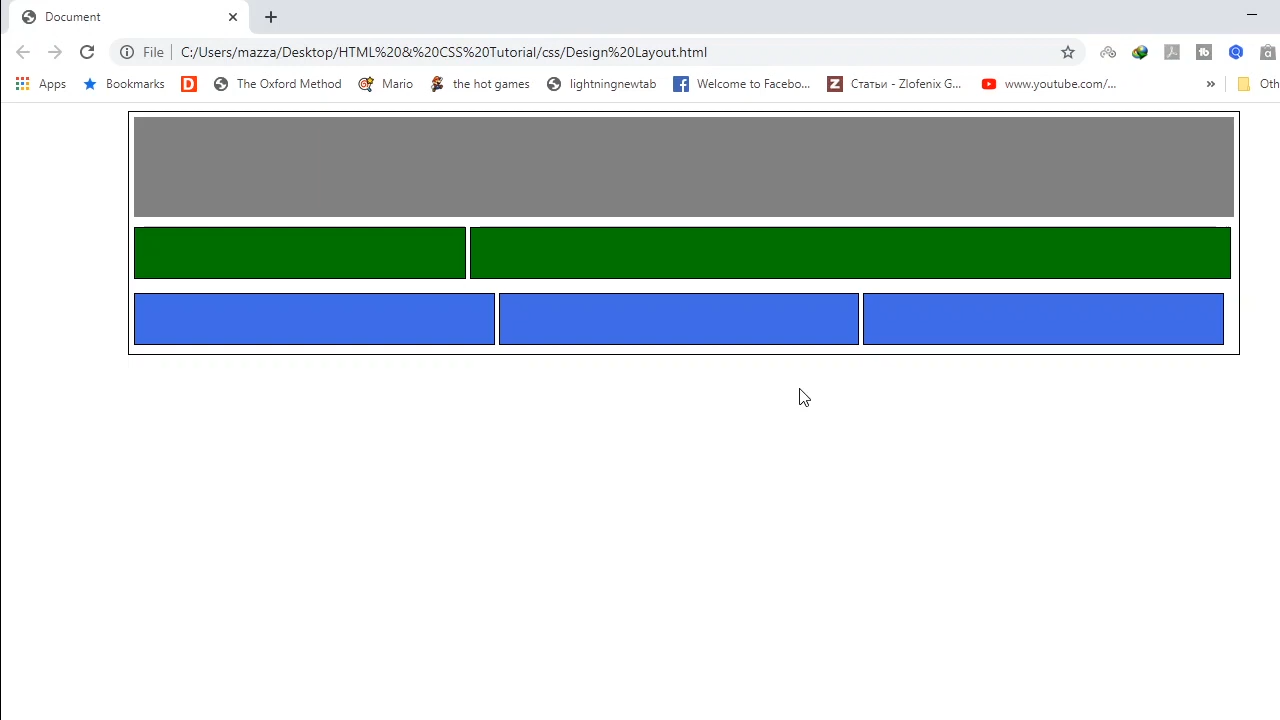 Document
File
C:/Users/mazza/Desktop/HTML%20&%20CSS%20Tutorial/css/Design%20Layout.html
Apps
Bookmarks
D
The Oxford Method
Mario
the hot games
lightningnewtab
Welcome to Facebo...
Z
Статьи - Zlofenix G...
www.youtube.com/...
»
Oth